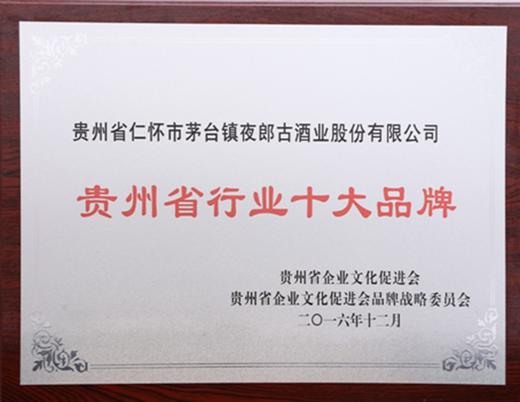 贵州省仁怀市茅台镇夜郎古酒业股份有限公司
贵州省行业十大品牌
贵州省企业文化促进会
贵州省企业文化促进会品牌战略委员会
二〇一六年十二月